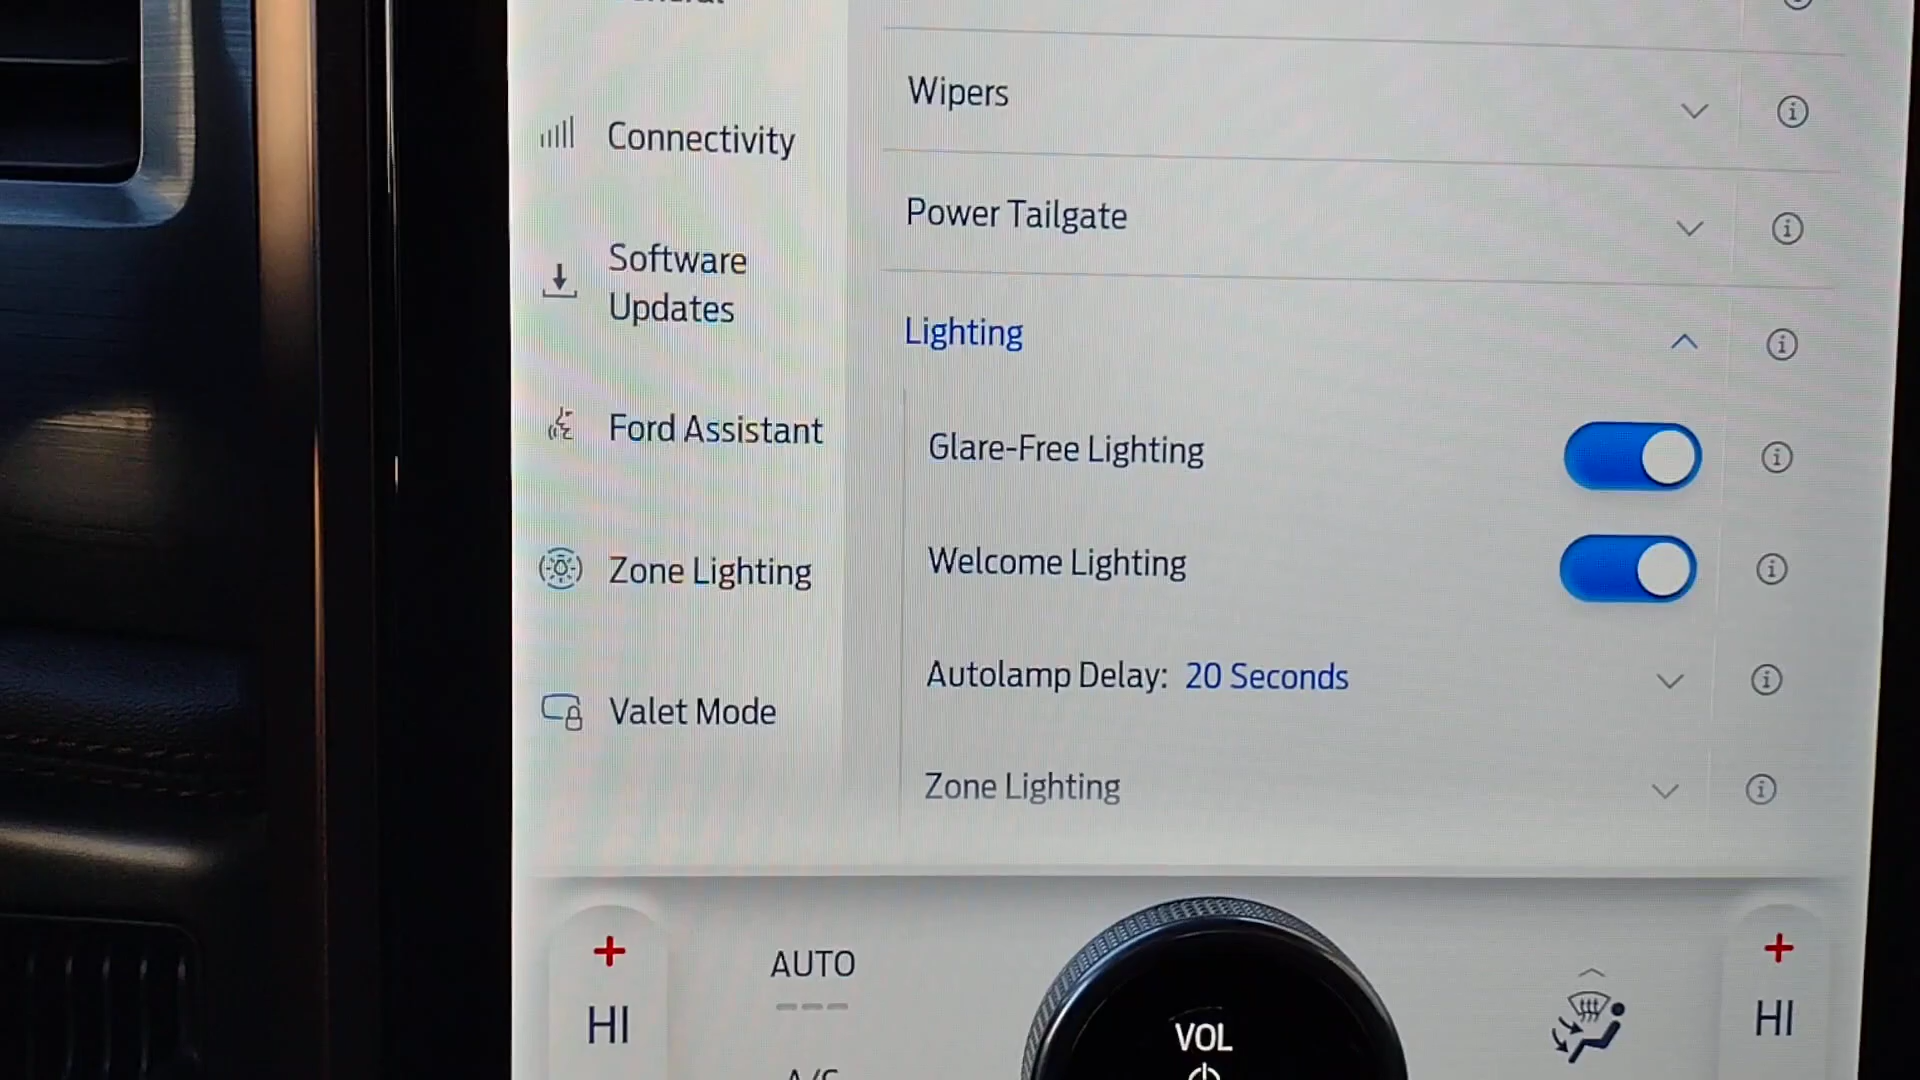 Connectivity
Software
Updates
Ford Assistant
Zone Lighting
Valet Mode
Wipers
Power Tailgate
Lighting
Glare-Free Lighting
Welcome Lighting
Autolamp Delay: 20 Seconds
Zone Lighting
HI
AUTO
VOL
HI